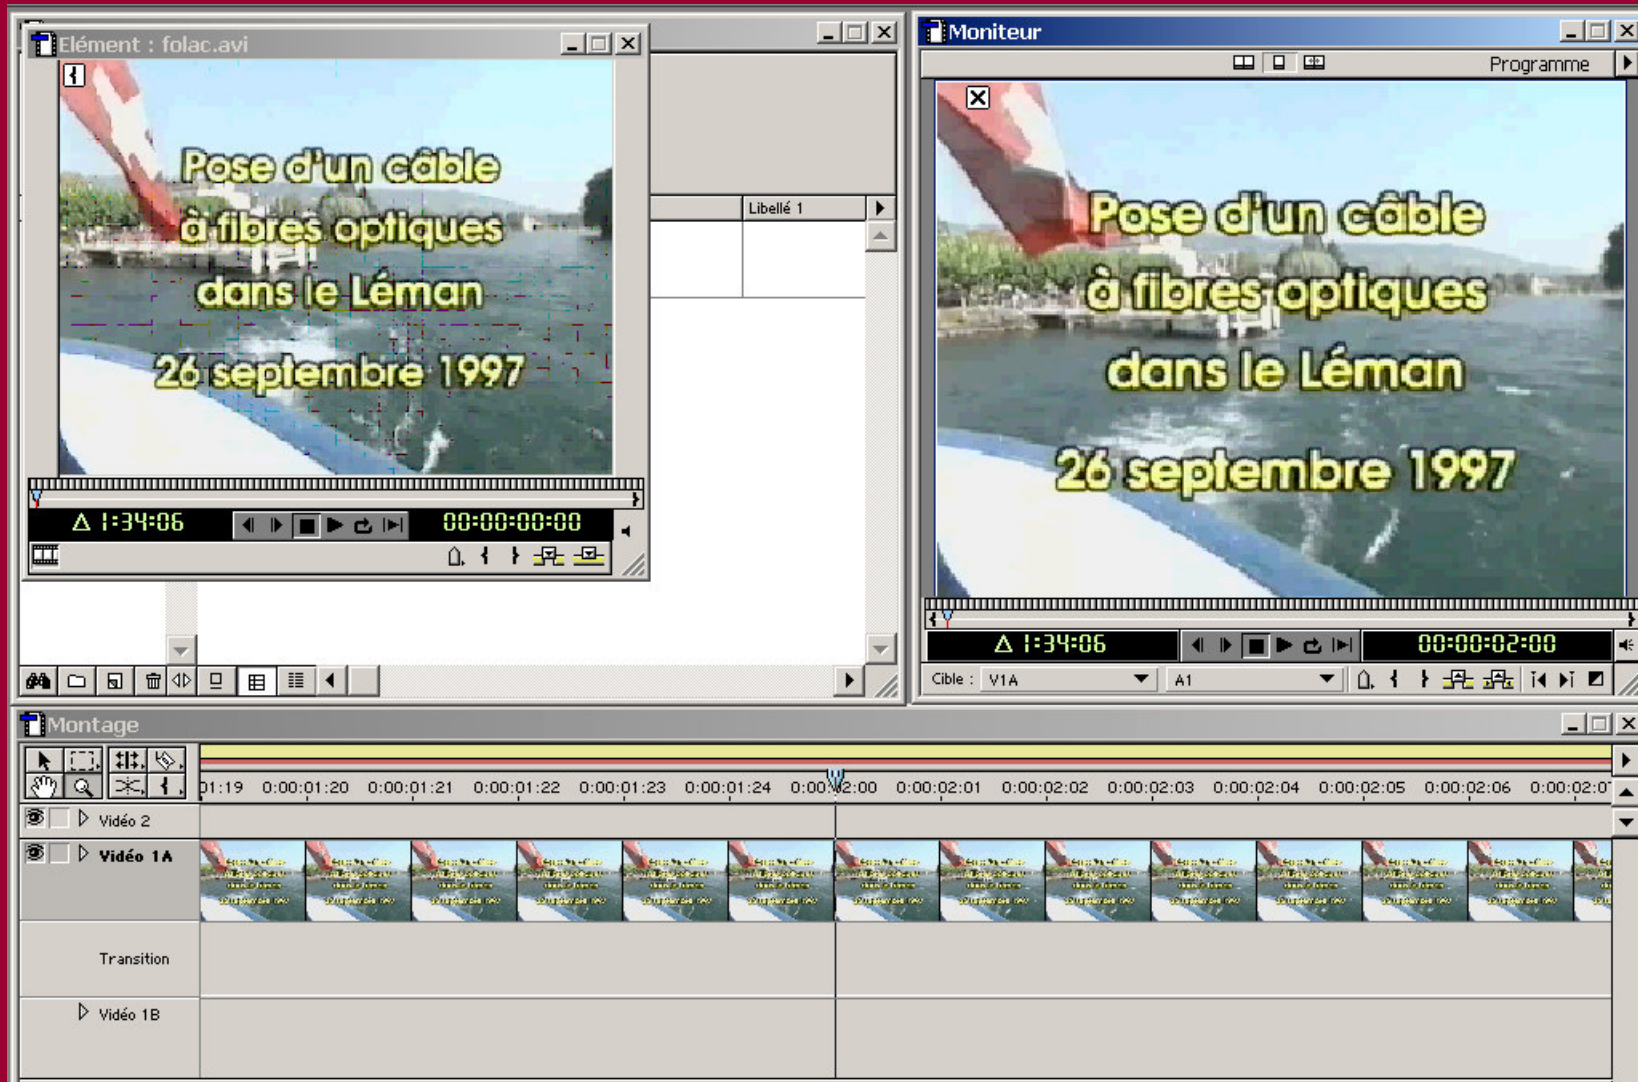 Elément : folac.avi
Pose d'un câble
à fibres optiques
dans le Léman
26 septembre 1997
Δ 1:34:06
00:00:00:00
Libellé 1
Moniteur
Programme
Pose d'un câble
à fibres optiques
dans le Léman
26 septembre 1997
Δ 1:34:06
00:00:02:00
Cible : V1A A1
Montage
01:19 0:00:01:20 0:00:01:21 0:00:01:22 0:00:01:23 0:00:01:24 0:00:02:00 0:00:02:01 0:00:02:02 0:00:02:03 0:00:02:04 0:00:02:05 0:00:02:06 0:00:02:0
Vidéo 2
Vidéo 1A
Transition
Vidéo 1B